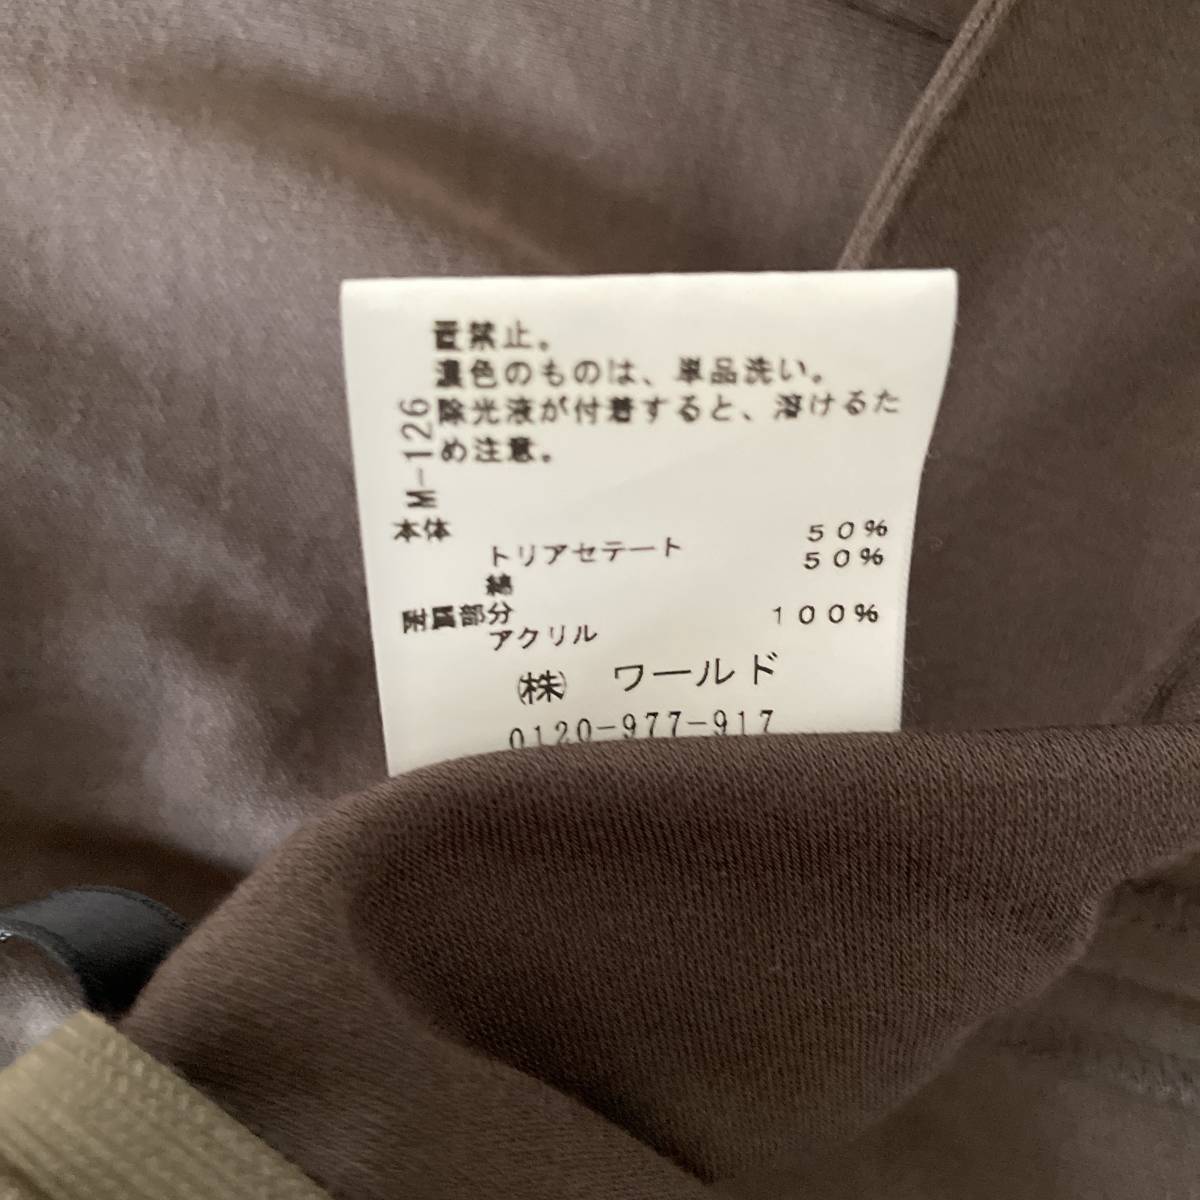 置禁止。
濃色のものは、単品洗い。
除光液が付着すると、溶けるた
め注意。
M-126
本体
トリアセテート 50%
綿 50%
附属部分
アクリル 100%
㈱ ワールド
0120-977-917